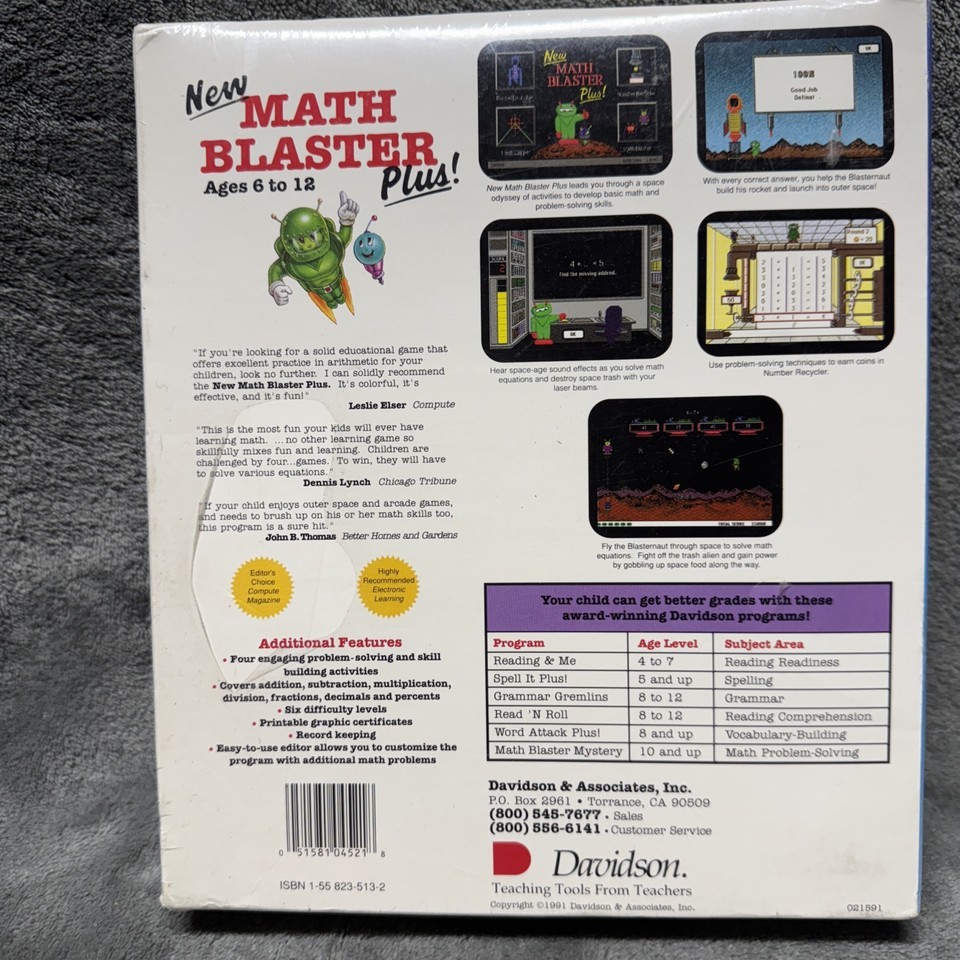 New
MATH
BLASTER
Plus!
Ages 6 to 12
"If you're looking for a solid educational game that
offers excellent practice in arithmetic for your
children, look no further. I can solidly recommend
the New Math Blaster Plus. It's colorful, it's
effective, and it's fun!"
Leslie Elser Compute
"This is the most fun your kids will ever have
learning math. ...no other learning game so
skillfully mixes fun and learning. Children are
challenged by four...games. To win, they will have
to solve various equations."
Dennis Lynch Chicago Tribune
"If your child enjoys outer space and arcade games,
and needs to brush up on his or her math skills too,
this program is a sure hit."
John B. Thomas Better Homes and Gardens
Editor's
Choice
Compute
Magazine
Highly
Recommended
Electronic
Learning
Additional Features
• Four engaging problem-solving and skill
building activities
• Covers addition, subtraction, multiplication,
division, fractions, decimals and percents
• Six difficulty levels
• Printable graphic certificates
• Record keeping
• Easy-to-use editor allows you to customize the
program with additional math problems
0 51581 04521 8
ISBN 1-55 823-513-2
New
MATH
BLASTER
Plus!
New Math Blaster Plus leads you through a space
odyssey of activities to develop basic math and
problem-solving skills.
OK
100%
Good Job
With every correct answer, you help the Blasternaut
build his rocket and launch into outer space!
Find the missing addend.
OK
Hear space-age sound effects as you solve math
equations and destroy space trash with your
laser beams.
Round 2
OK
Use problem-solving techniques to earn coins in
Number Recycler.
TOTAL SCORE
Fly the Blasternaut through space to solve math
equations. Fight off the trash alien and gain power
by gobbling up space food along the way.
Your child can get better grades with these
award-winning Davidson programs!
Program Age Level Subject Area
Reading & Me 4 to 7 Reading Readiness
Spell It Plus! 5 and up Spelling
Grammar Gremlins 8 to 12 Grammar
Read 'N Roll 8 to 12 Reading Comprehension
Word Attack Plus! 8 and up Vocabulary-Building
Math Blaster Mystery 10 and up Math Problem-Solving
Davidson & Associates, Inc.
P.O. Box 2961 • Torrance, CA 90509
(800) 545-7677 • Sales
(800) 556-6141 • Customer Service
Davidson.
Teaching Tools From Teachers
Copyright ©1991 Davidson & Associates, Inc.
021591